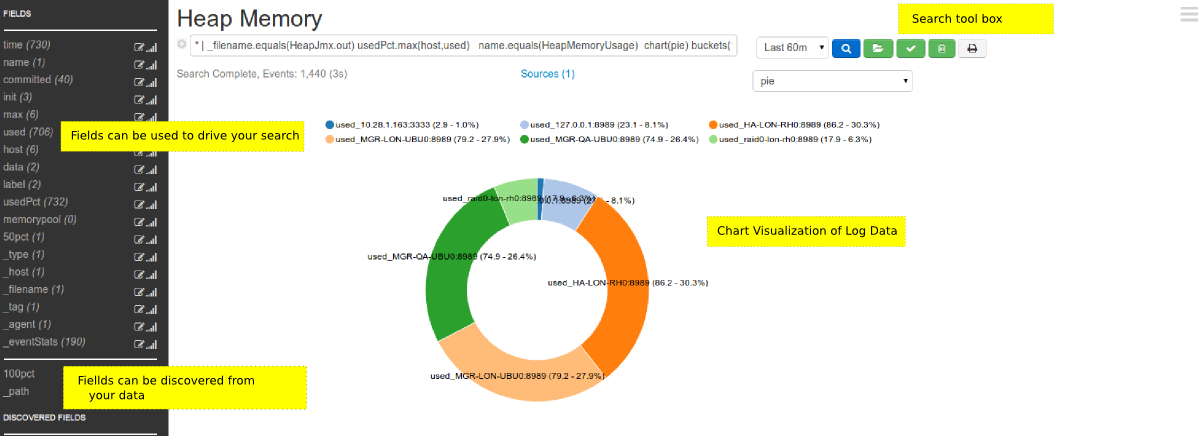 FIELDS
time (730)
name (1)
committed (40)
init (3)
max (6)
used (706)
host (6)
data (2)
label (2)
usedPct (732)
memorypool (0)
50pct (1)
_type (1)
_host (1)
_filename (1)
_tag (1)
_agent (1)
_eventStats (190)
100pct
_path
DISCOVERED FIELDS
Fields can be used to drive your search
Fiellds can be discovered from
your data
Heap Memory
Search tool box
* | _filename.equals(HeapJmx.out) usedPct.max(host,used) name.equals(HeapMemoryUsage) chart(pie) buckets(
Last 60m
Search Complete, Events: 1,440 (3s)
Sources (1)
pie
used_10.28.1.163:3333 (2.9 - 1.0%)
used_127.0.0.1:8989 (23.1 - 8.1%)
used_HA-LON-RH0:8989 (86.2 - 30.3%)
used_MGR-LON-UBU0:8989 (79.2 - 27.9%)
used_MGR-QA-UBU0:8989 (74.9 - 26.4%)
used_raid0-lon-rh0:8989 (17.9 - 6.3%)
used_raid0-lon-rh0:8989 (17.9 - 6.3%)
8.1%)
Chart Visualization of Log Data
used_MGR-QA-UBU0:8989 (74.9 - 26.4%)
used_HA-LON-RH0:8989 (86.2 - 30.3%)
used_MGR-LON-UBU0:8989 (79.2 - 27.9%)